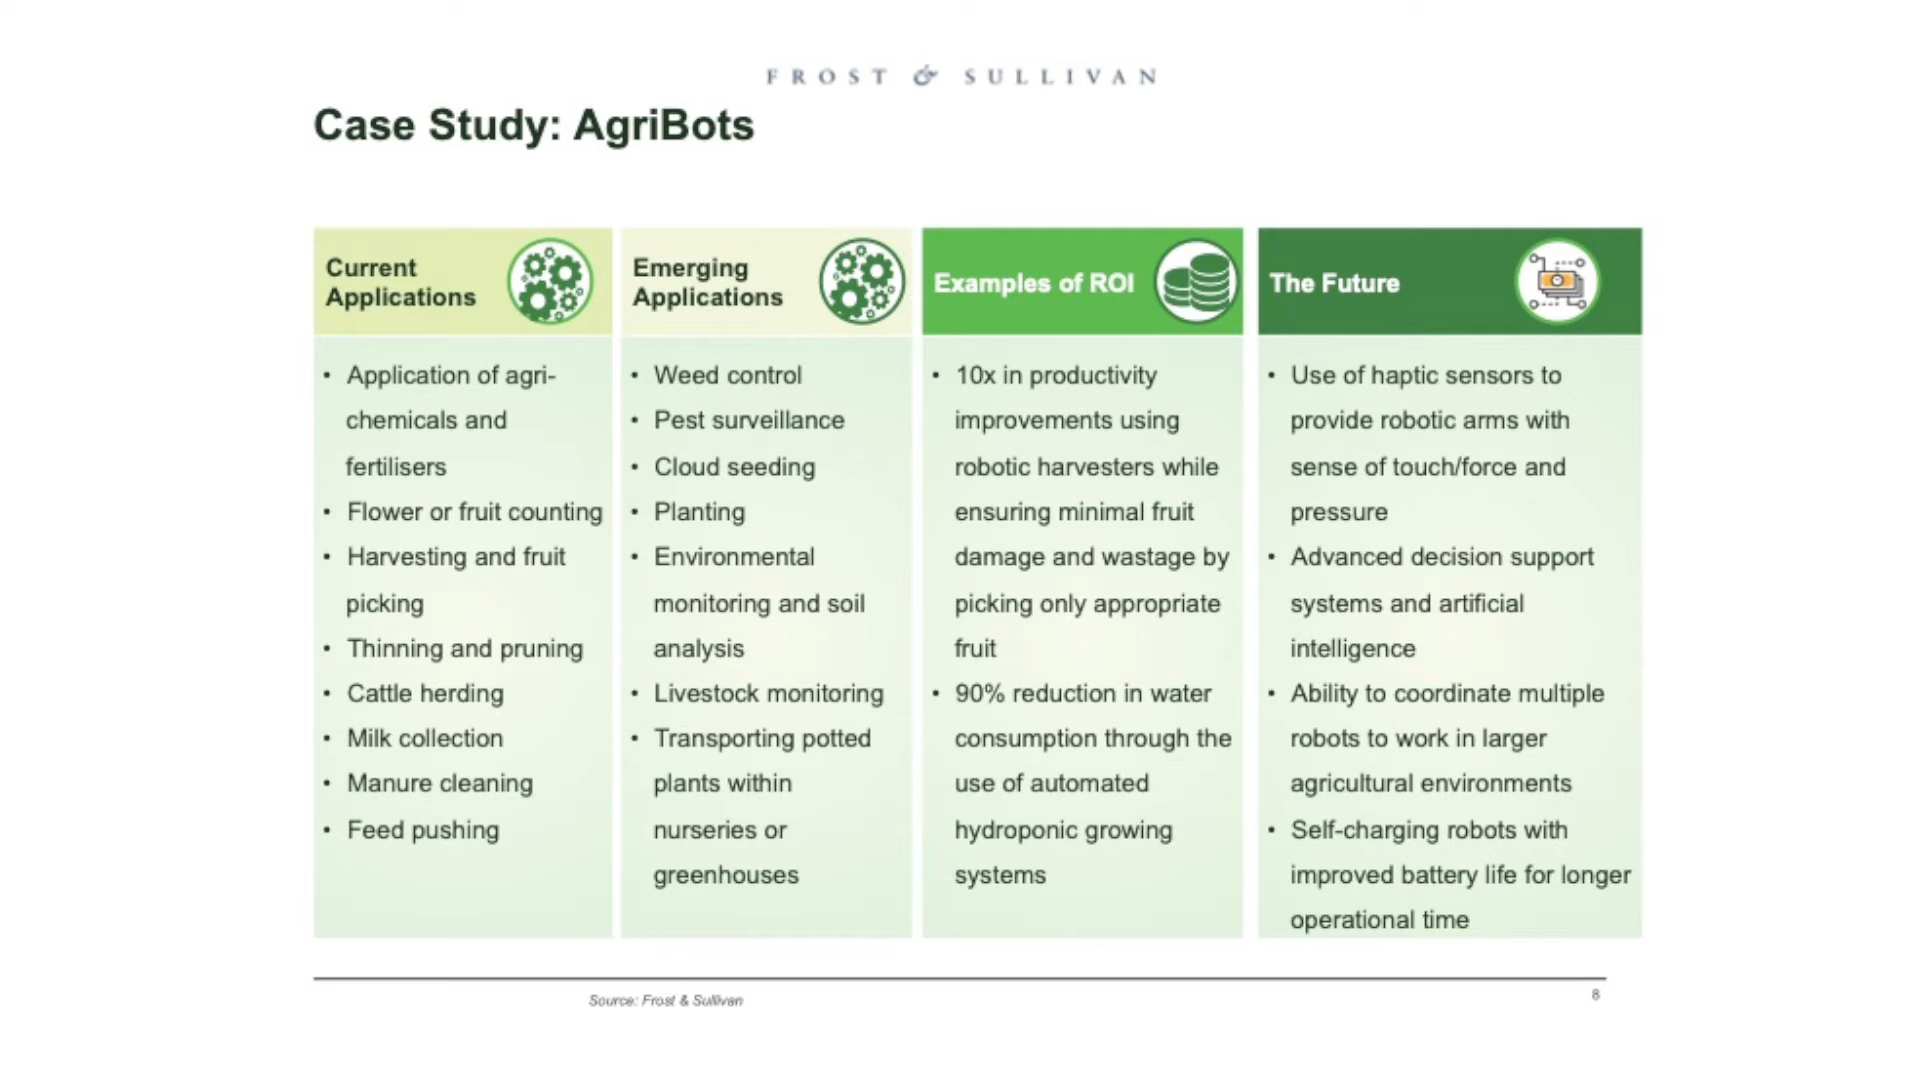 FROST & SULLIVAN
Case Study: AgriBots
Current
Applications
• Application of agri-
chemicals and
fertilisers
• Flower or fruit counting
• Harvesting and fruit
picking
• Thinning and pruning
• Cattle herding
• Milk collection
• Manure cleaning
• Feed pushing
Emerging
Applications
• Weed control
• Pest surveillance
• Cloud seeding
• Planting
• Environmental
monitoring and soil
analysis
• Livestock monitoring
• Transporting potted
plants within
nurseries or
greenhouses
Examples of ROI
• 10x in productivity
improvements using
robotic harvesters while
ensuring minimal fruit
damage and wastage by
picking only appropriate
fruit
• 90% reduction in water
consumption through the
use of automated
hydroponic growing
systems
The Future
• Use of haptic sensors to
provide robotic arms with
sense of touch/force and
pressure
• Advanced decision support
systems and artificial
intelligence
• Ability to coordinate multiple
robots to work in larger
agricultural environments
• Self-charging robots with
improved battery life for longer
operational time
Source: Frost & Sullivan
8